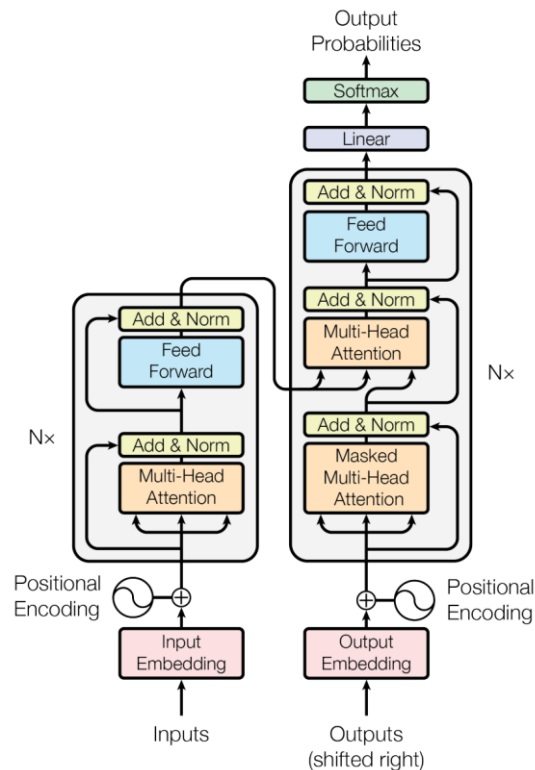 Output
Probabilities
Softmax
Linear
Add & Norm
Feed
Forward
Add & Norm
Multi-Head
Attention
Nx
Add & Norm
Masked
Multi-Head
Attention
Positional
Encoding
Output
Embedding
Outputs
(shifted right)
Add & Norm
Feed
Forward
Nx
Add & Norm
Multi-Head
Attention
Positional
Encoding
Input
Embedding
Inputs